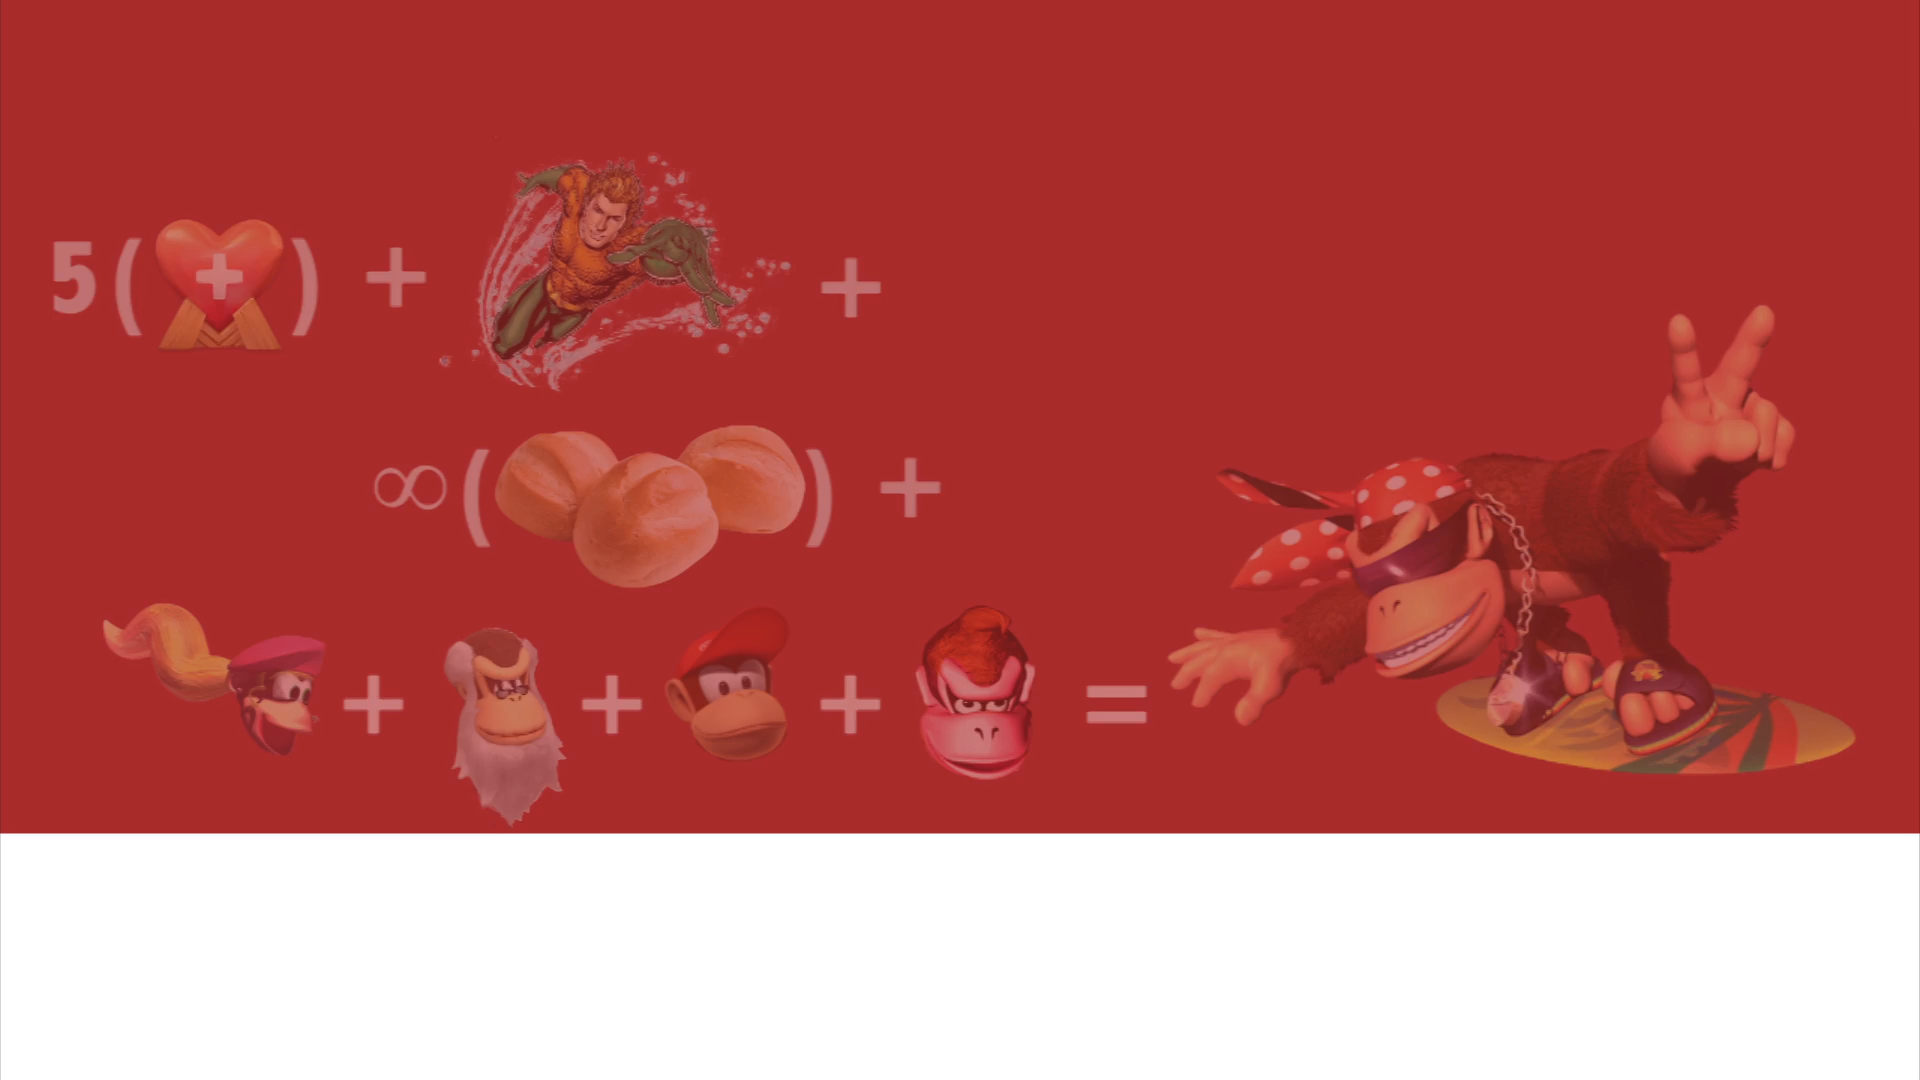 5(+) + +
∞( ) +
+ + + =